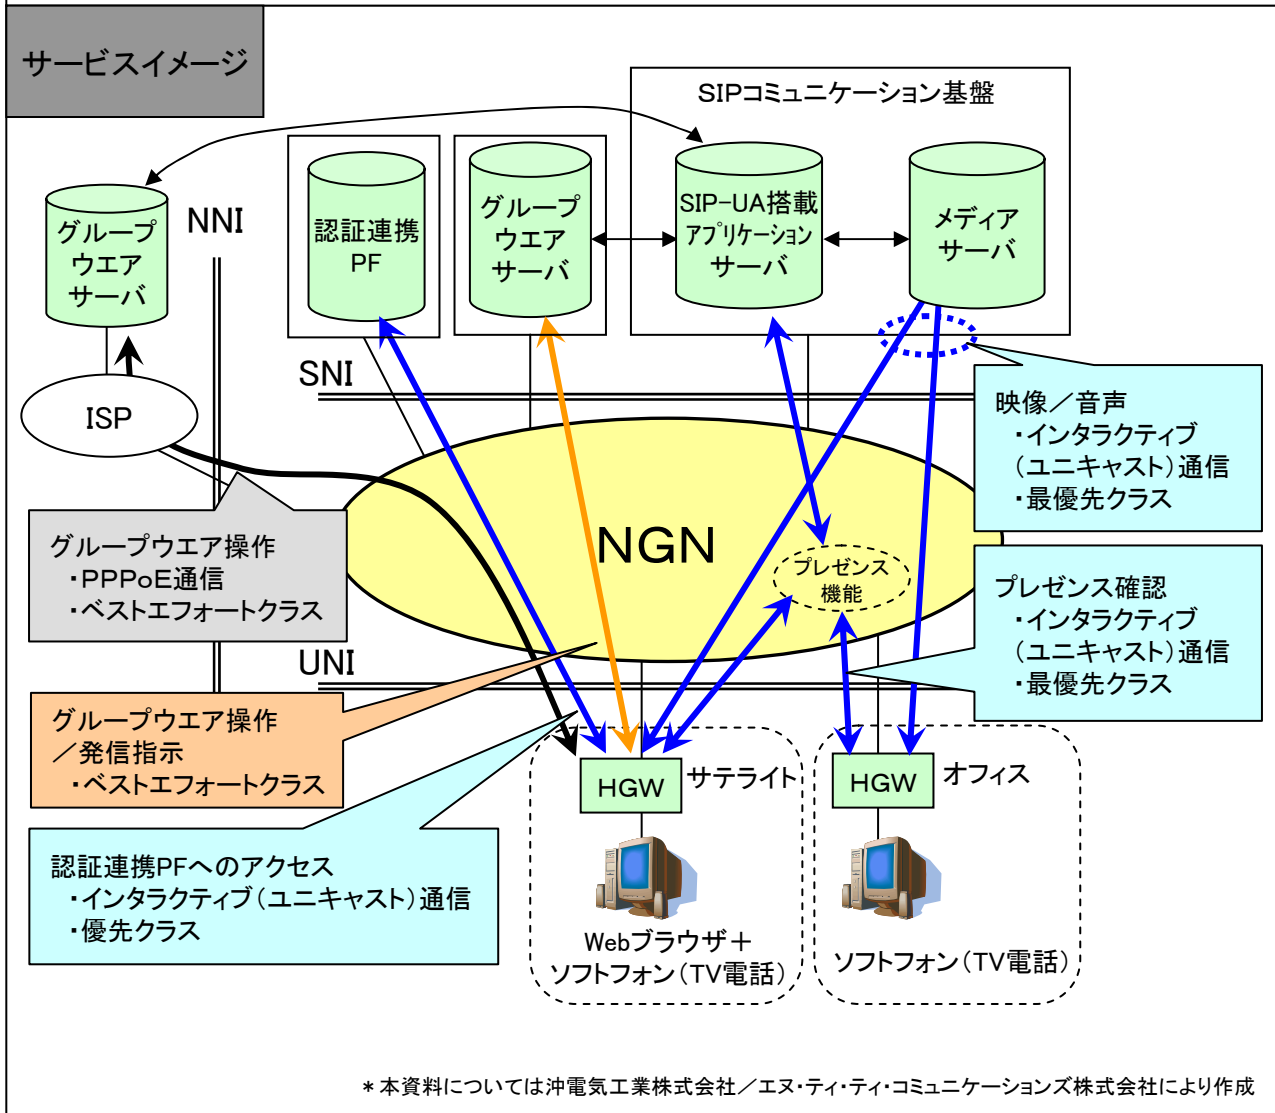 サービスイメージ
SIPコミュニケーション基盤
グループ
ウエア
サーバ
NNI
認証連携
PF
グループ
ウエア
サーバ
SIP-UA搭載
アプリケーション
サーバ
メディア
サーバ
SNI
ISP
映像／音声
・インタラクティブ
（ユニキャスト）通信
・最優先クラス
NGN
グループウエア操作
・PPPoE通信
・ベストエフォートクラス
プレゼンス
機能
プレゼンス確認
・インタラクティブ
（ユニキャスト）通信
・最優先クラス
UNI
グループウエア操作
／発信指示
・ベストエフォートクラス
HGW
サテライト
HGW
オフィス
認証連携PFへのアクセス
・インタラクティブ（ユニキャスト）通信
・優先クラス
Webブラウザ＋
ソフトフォン（TV電話）
ソフトフォン（TV電話）
＊本資料については沖電気工業株式会社／エヌ・ティ・ティ・コミュニケーションズ株式会社により作成